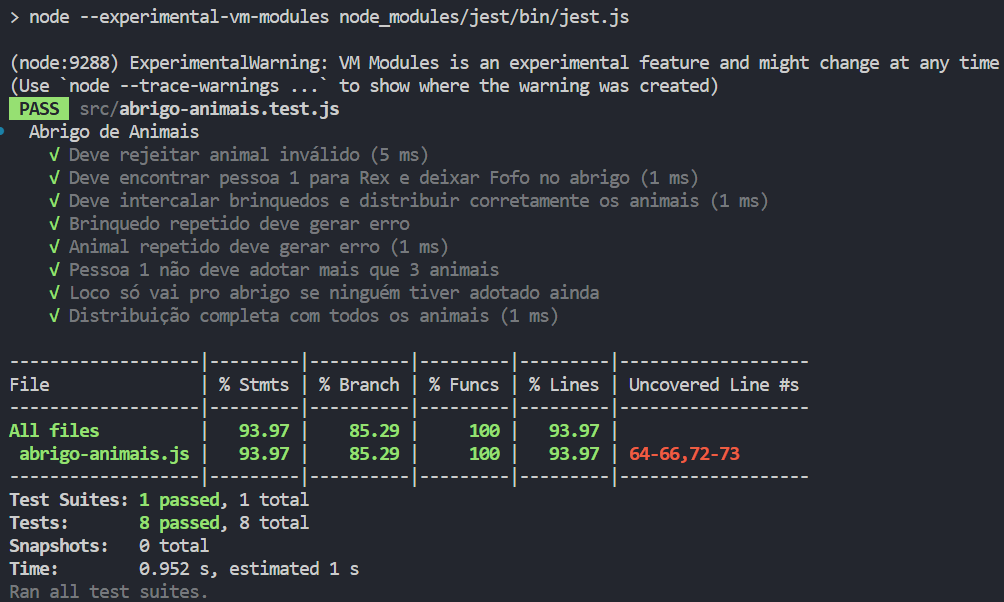 > node --experimental-vm-modules node_modules/jest/bin/jest.js
(node:9288) ExperimentalWarning: VM Modules is an experimental feature and might change at any time
(Use `node --trace-warnings ...` to show where the warning was created)
PASS src/abrigo-animais.test.js
Abrigo de Animais
√ Deve rejeitar animal inválido (5 ms)
√ Deve encontrar pessoa 1 para Rex e deixar Fofo no abrigo (1 ms)
√ Deve intercalar brinquedos e distribuir corretamente os animais (1 ms)
√ Brinquedo repetido deve gerar erro
√ Animal repetido deve gerar erro (1 ms)
√ Pessoa 1 não deve adotar mais que 3 animais
√ Loco só vai pro abrigo se ninguém tiver adotado ainda
√ Distribuição completa com todos os animais (1 ms)
-------------------|---------|----------|---------|---------|-------------------
File | % Stmts | % Branch | % Funcs | % Lines | Uncovered Line #s
-------------------|---------|----------|---------|---------|-------------------
All files | 93.97 | 85.29 | 100 | 93.97 |
abrigo-animais.js | 93.97 | 85.29 | 100 | 93.97 | 64-66,72-73
-------------------|---------|----------|---------|---------|-------------------
Test Suites: 1 passed, 1 total
Tests: 8 passed, 8 total
Snapshots: 0 total
Time: 0.952 s, estimated 1 s
Ran all test suites.